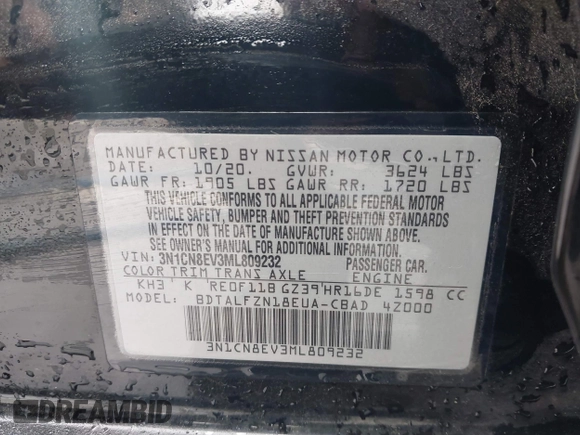 MANUFACTURED BY NISSAN MOTOR CO.,LTD.
DATE: 10/20. GVWR: 3624 LBS
GAWR FR: 1905 LBS GAWR RR: 1720 LBS
THIS VEHICLE CONFORMS TO ALL APPLICABLE FEDERAL MOTOR
VEHICLE SAFETY, BUMPER AND THEFT PREVENTION STANDARDS
IN EFFECT ON THE DATE OF MANUFACTURE SHOWN ABOVE.
SEE OWNER'S MANUAL FOR ADDITIONAL INFORMATION.
VIN: 3N1CN8EV3ML809232 PASSENGER CAR.
COLOR TRIM TRANS AXLE ENGINE
KH3 K RE0F11B GZ39 HR16DE 1598 CC
MODEL: BDTALFZN18EUA-CBAD 4Z000
3N1CN8EV3ML809232
DREAMBID